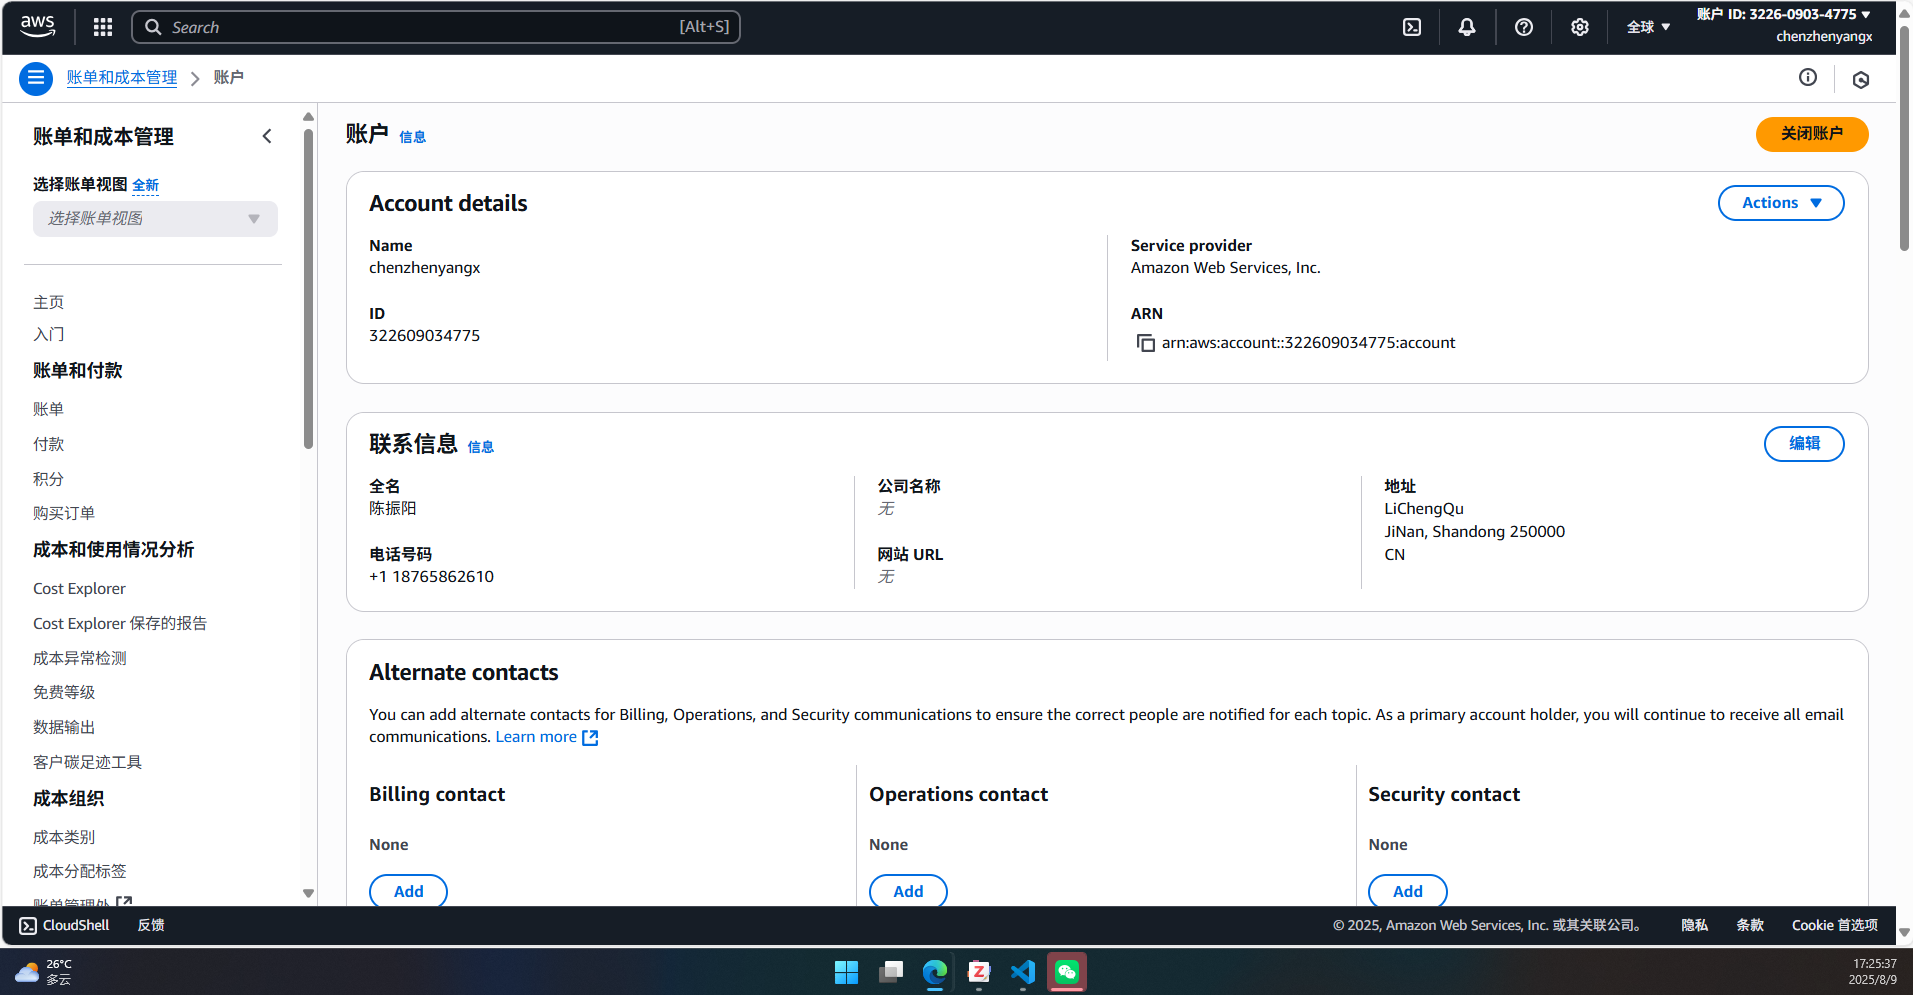 aws
Search
[Alt+S]
全球
账户 ID: 3226-0903-4775
chenzhenyangx
账单和成本管理
账户
账单和成本管理
选择账单视图 全新
选择账单视图
主页
入门
账单和付款
账单
付款
积分
购买订单
成本和使用情况分析
Cost Explorer
Cost Explorer 保存的报告
成本异常检测
免费等级
数据输出
客户碳足迹工具
成本组织
成本类别
成本分配标签
账单管理处
账户 信息
关闭账户
Account details
Actions
Name
chenzhenyangx
Service provider
Amazon Web Services, Inc.
ID
322609034775
ARN
arn:aws:account::322609034775:account
联系信息 信息
编辑
全名
陈振阳
公司名称
无
地址
LiChengQu
JiNan, Shandong 250000
CN
电话号码
+1 18765862610
网站 URL
无
Alternate contacts
You can add alternate contacts for Billing, Operations, and Security communications to ensure the correct people are notified for each topic. As a primary account holder, you will continue to receive all email
communications. Learn more
Billing contact
None
Add
Operations contact
None
Add
Security contact
None
Add
CloudShell
反馈
© 2025, Amazon Web Services, Inc. 或其关联公司。
隐私
条款
Cookie 首选项
26°C
多云
17:25:37
2025/8/9